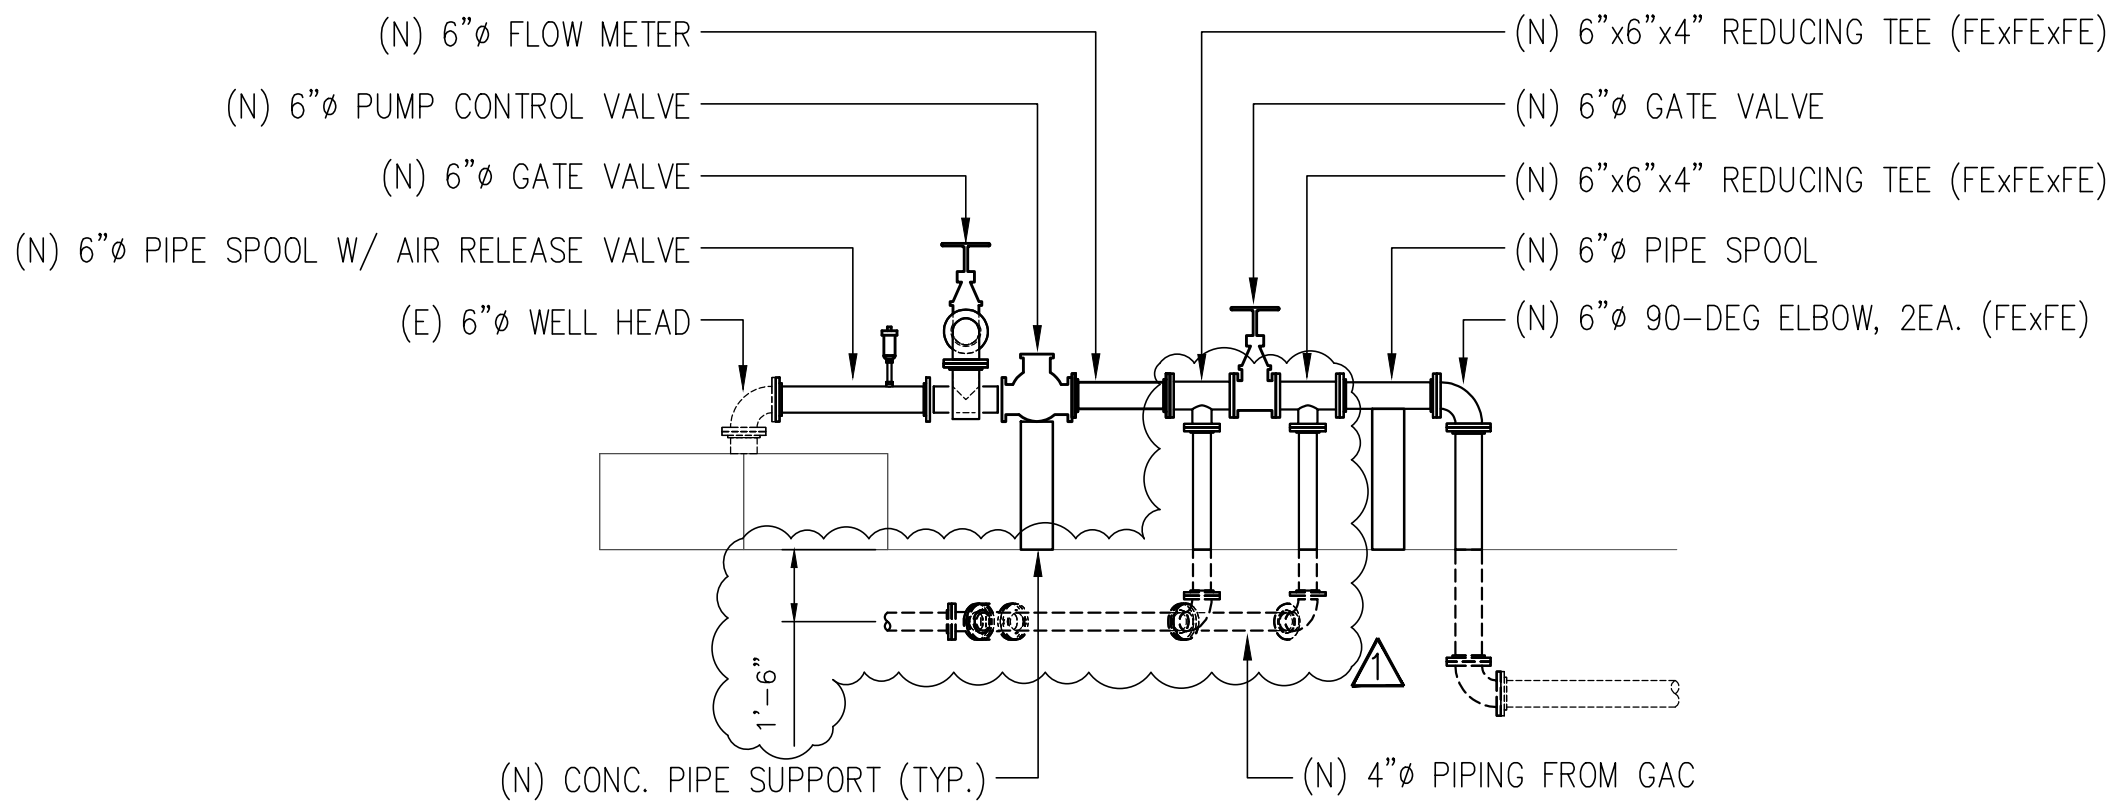 (N) 6"ø FLOW METER
(N) 6"ø PUMP CONTROL VALVE
(N) 6"ø GATE VALVE
(N) 6"ø PIPE SPOOL W/ AIR RELEASE VALVE
(E) 6"ø WELL HEAD
(N) 6"x6"x4" REDUCING TEE (FExFExFE)
(N) 6"ø GATE VALVE
(N) 6"x6"x4" REDUCING TEE (FExFExFE)
(N) 6"ø PIPE SPOOL
(N) 6"ø 90-DEG ELBOW, 2EA. (FExFE)
1'-6"
1
(N) CONC. PIPE SUPPORT (TYP.)
(N) 4"ø PIPING FROM GAC